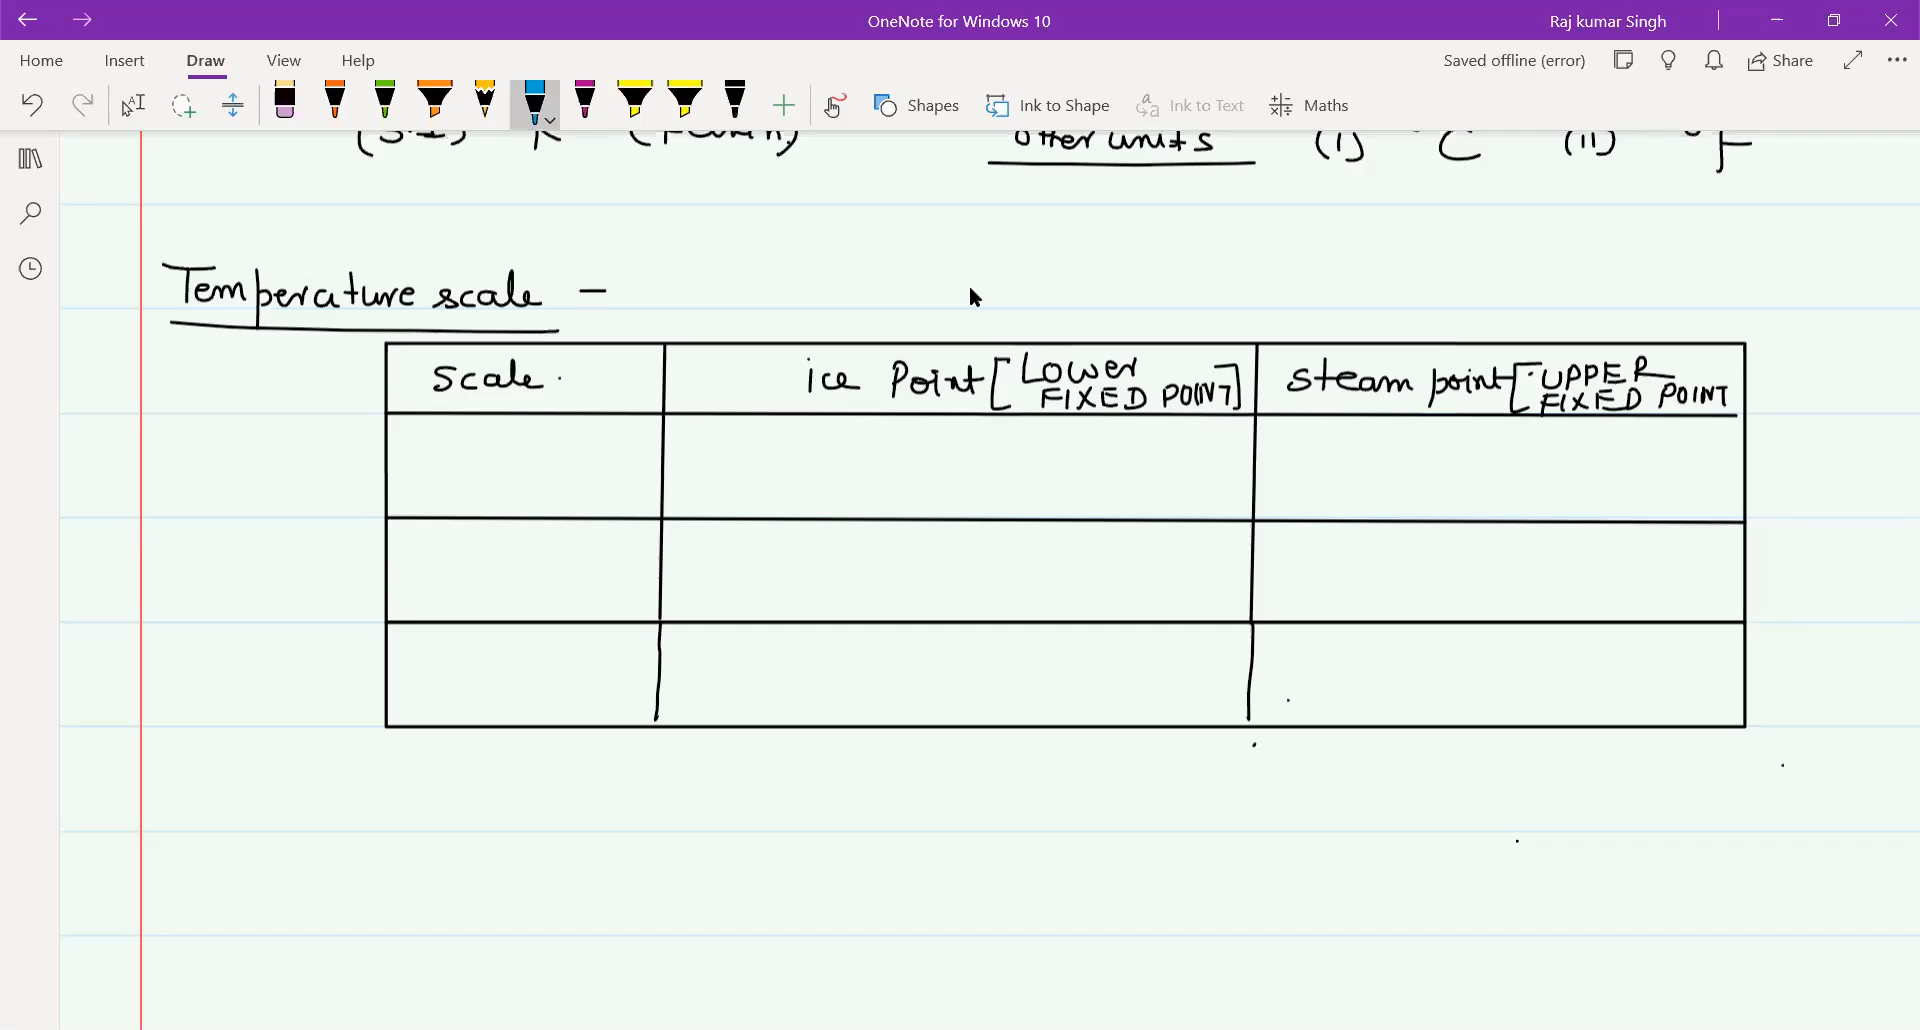 OneNote for Windows 10
Raj kumar Singh
Home Insert Draw View Help
Saved offline (error) Share
Shapes Ink to Shape Ink to Text Maths
(S.I) K (Kelvin) other units (i) °C (ii) °F
Temperature scale -
scale. ice Point [LOWER FIXED POINT] steam point [UPPER FIXED POINT